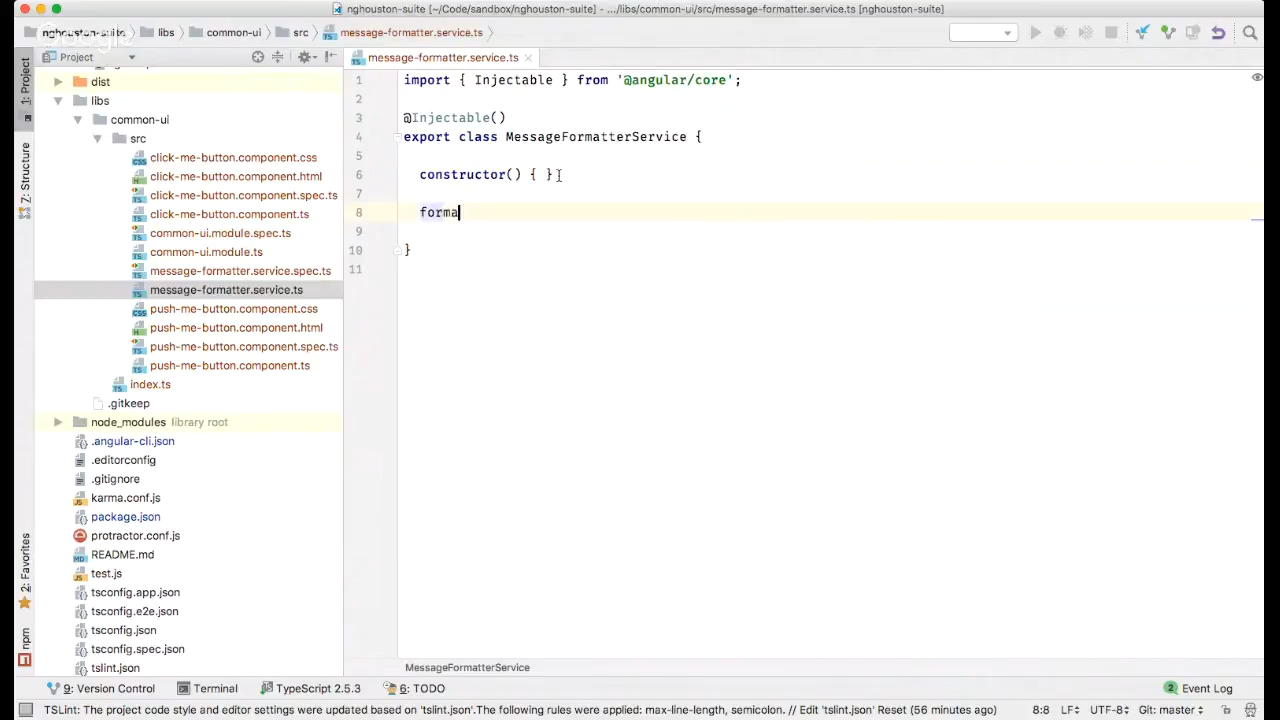 nghouston-suite [~/Code/sandbox/nghouston-suite] - .../libs/common-ui/src/message-formatter.service.ts [nghouston-suite]
nghouston-suite libs common-ui src message-formatter.service.ts
Google
Project
message-formatter.service.ts
1: Project
Z: Structure
2: Favorites
npm
dist
libs
common-ui
src
click-me-button.component.css
click-me-button.component.html
click-me-button.component.spec.ts
click-me-button.component.ts
common-ui.module.spec.ts
common-ui.module.ts
message-formatter.service.spec.ts
message-formatter.service.ts
push-me-button.component.css
push-me-button.component.html
push-me-button.component.spec.ts
push-me-button.component.ts
index.ts
.gitkeep
node_modules library root
.angular-cli.json
.editorconfig
.gitignore
karma.conf.js
package.json
protractor.conf.js
README.md
test.js
tsconfig.app.json
tsconfig.e2e.json
tsconfig.json
tsconfig.spec.json
tslint.json
1 import { Injectable } from '@angular/core';
2
3 @Injectable()
4 export class MessageFormatterService {
5
6 constructor() { }
7
8 forma
9
10 }
11
MessageFormatterService
9: Version Control Terminal TypeScript 2.5.3 6: TODO 2 Event Log
TSLint: The project code style and editor settings were updated based on 'tslint.json'.The following rules were applied: max-line-length, semicolon. // Edit 'tslint.json' Reset (56 minutes ago) 8:8 LF÷ UTF-8÷ Git: master÷